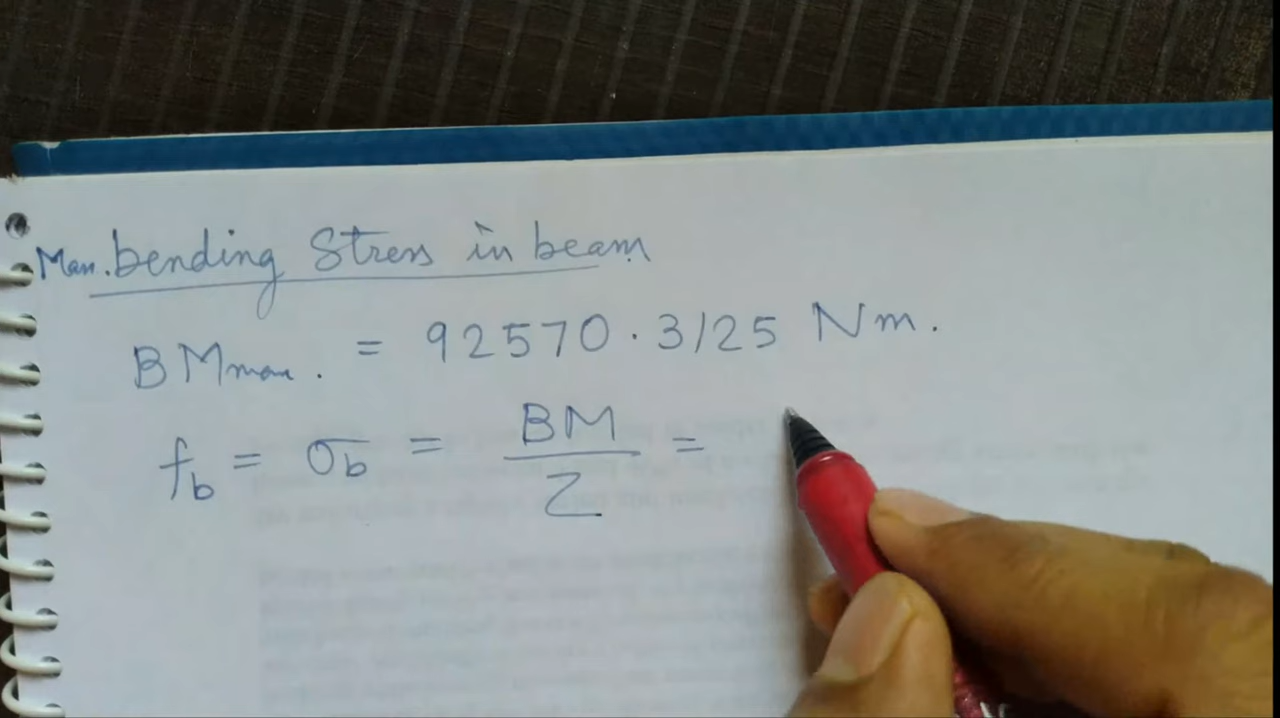 Max. bending Stress in beam
BMmax. = 92570.3125 Nm.
fb = σb = BM/Z =